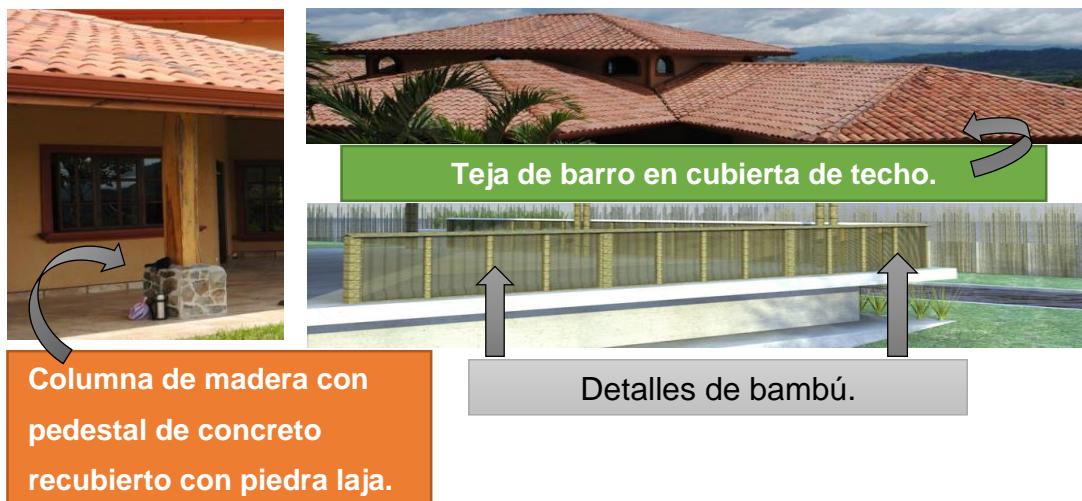 Teja de barro en cubierta de techo.
Detalles de bambú.
Columna de madera con
pedestal de concreto
recubierto con piedra laja.